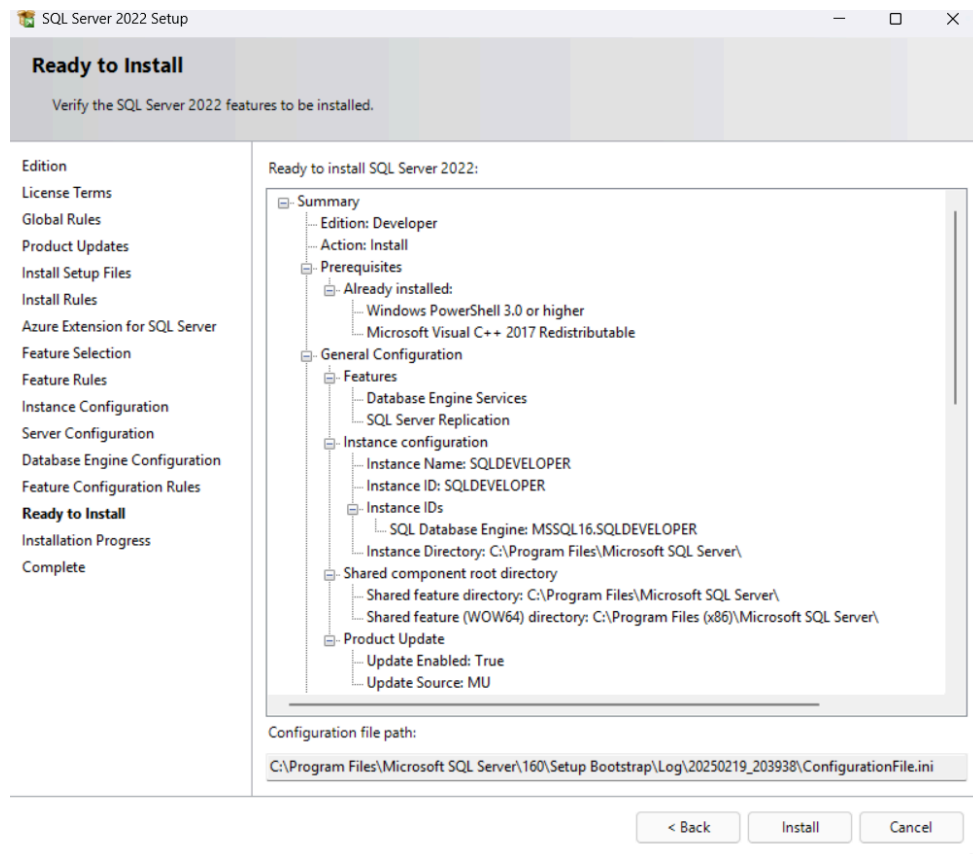 SQL Server 2022 Setup
Ready to Install
Verify the SQL Server 2022 features to be installed.
Edition
License Terms
Global Rules
Product Updates
Install Setup Files
Install Rules
Azure Extension for SQL Server
Feature Selection
Feature Rules
Instance Configuration
Server Configuration
Database Engine Configuration
Feature Configuration Rules
Ready to Install
Installation Progress
Complete
Ready to install SQL Server 2022:
Summary
Edition: Developer
Action: Install
Prerequisites
Already installed:
Windows PowerShell 3.0 or higher
Microsoft Visual C++ 2017 Redistributable
General Configuration
Features
Database Engine Services
SQL Server Replication
Instance configuration
Instance Name: SQLDEVELOPER
Instance ID: SQLDEVELOPER
Instance IDs
SQL Database Engine: MSSQL16.SQLDEVELOPER
Instance Directory: C:\Program Files\Microsoft SQL Server\
Shared component root directory
Shared feature directory: C:\Program Files\Microsoft SQL Server\
Shared feature (WOW64) directory: C:\Program Files (x86)\Microsoft SQL Server\
Product Update
Update Enabled: True
Update Source: MU
Configuration file path:
C:\Program Files\Microsoft SQL Server\160\Setup Bootstrap\Log\20250219_203938\ConfigurationFile.ini
< Back
Install
Cancel